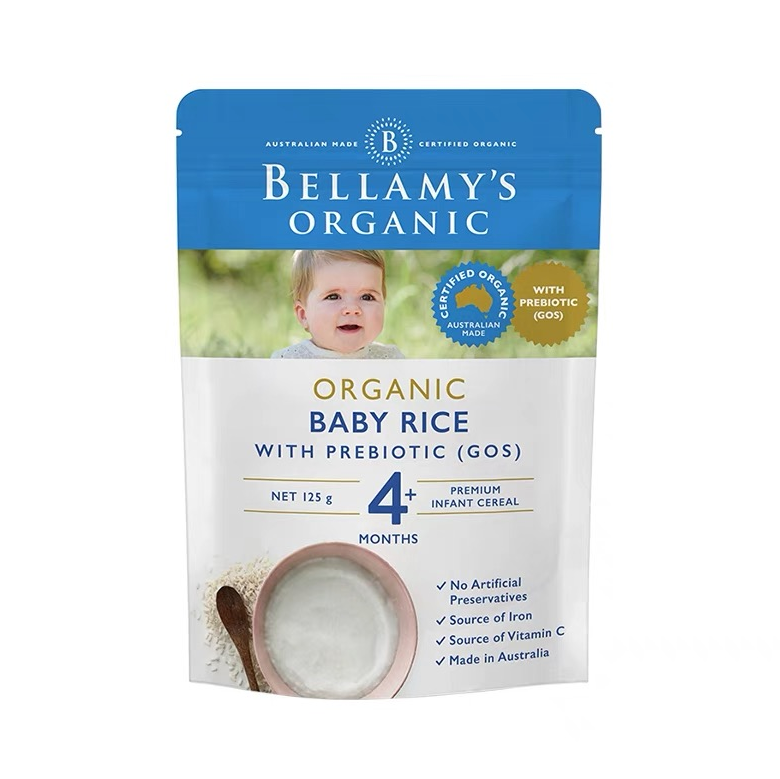 AUSTRALIAN MADE B CERTIFIED ORGANIC
BELLAMY'S
ORGANIC
CERTIFIED ORGANIC
AUSTRALIAN
MADE
WITH
PREBIOTIC
(GOS)
ORGANIC
BABY RICE
WITH PREBIOTIC (GOS)
NET 125 g
4+
MONTHS
PREMIUM
INFANT CEREAL
✓ No Artificial
Preservatives
✓ Source of Iron
✓ Source of Vitamin C
✓ Made in Australia